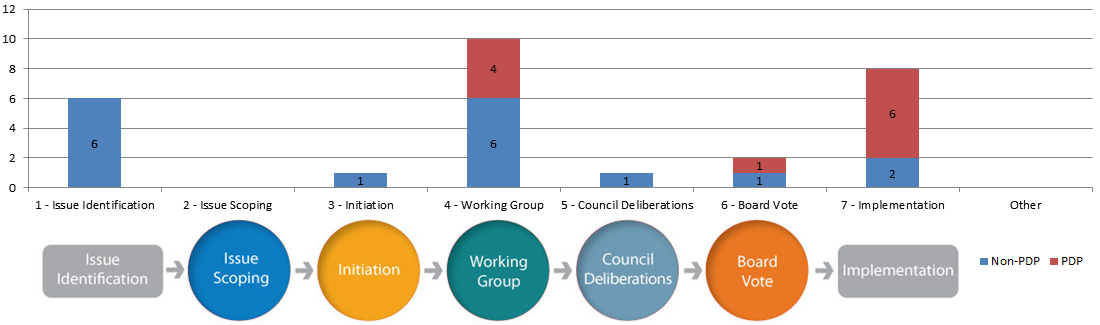 12
10
8
6
4
2
0
6
1
4
6
1
1
1
6
2
1 - Issue Identification
2 - Issue Scoping
3 - Initiation
4 - Working Group
5 - Council Deliberations
6 - Board Vote
7 - Implementation
Other
Issue
Identification
Issue
Scoping
Initiation
Working
Group
Council
Deliberations
Board
Vote
Implementation
Non-PDP
PDP